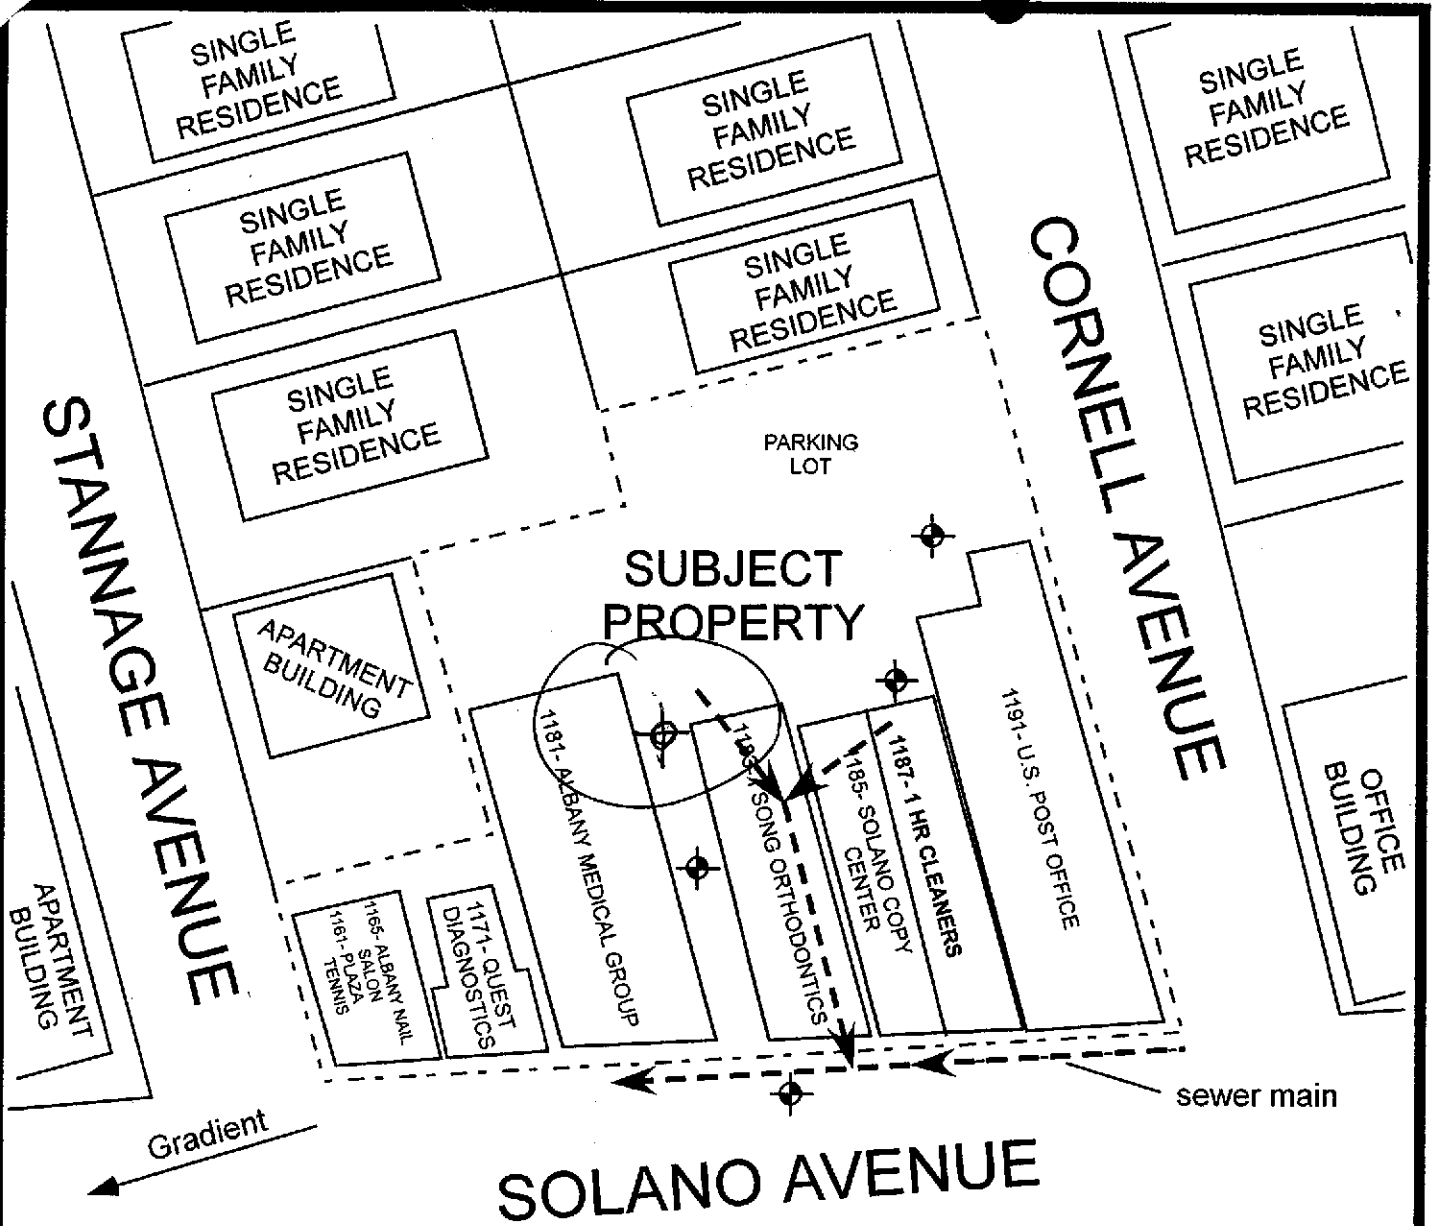 SINGLE
FAMILY
RESIDENCE
SINGLE
FAMILY
RESIDENCE
SINGLE
FAMILY
RESIDENCE
SINGLE
FAMILY
RESIDENCE
SINGLE
FAMILY
RESIDENCE
SINGLE
FAMILY
RESIDENCE
SINGLE
FAMILY
RESIDENCE
STANNAGE AVENUE
CORNELL AVENUE
PARKING
LOT
SUBJECT
PROPERTY
APARTMENT
BUILDING
APARTMENT
BUILDING
OFFICE
BUILDING
1161- PLAZA
TENNIS
1165- ALBANY NAIL
SALON
1171- QUEST
DIAGNOSTICS
1181- ALBANY MEDICAL GROUP
SONG ORTHODONTICS
1185- SOLANO COPY
CENTER
1187- 1 HR CLEANERS
1191- U.S. POST OFFICE
sewer main
Gradient
SOLANO AVENUE